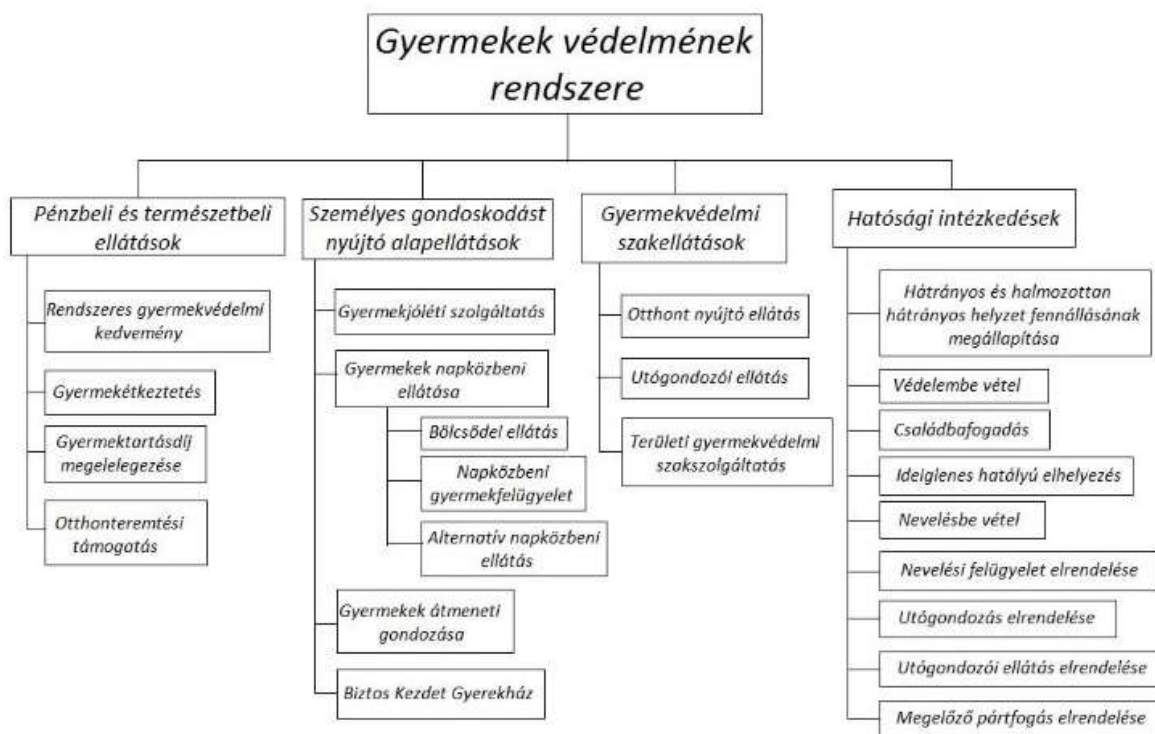 Gyermekek védelmének
rendszere
Pénzbeli és természetbeli
ellátások
Rendszeres gyermekvédelmi
kedvemény
Gyermekétkeztetés
Gyermektartásdíj
megelelegezése
Otthonteremtési
támogatás
Személyes gondoskodást
nyújtó alapellátások
Gyermekjóléti szolgáltatás
Gyermekek napközbeni
ellátása
Bölcsődel ellátás
Napközbeni
gyermekfelügyelet
Alternatív napközbeni
ellátás
Gyermekek átmeneti
gondozása
Biztos Kezdet Gyerekház
Gyermekvédelmi
szakellátások
Otthont nyújtó ellátás
Utógondozói ellátás
Területi gyermekvédelmi
szakszolgáltatás
Hatósági intézkedések
Hátrányos és halmozottan
hátrányos helyzet fennállásának
megállapítása
Védelembe vétel
Családbafogadás
Ideiglenes hatályú elhelyezés
Nevelésbe vétel
Nevelési felügyelet elrendelése
Utógondozás elrendelése
Utógondozói ellátás elrendelése
Megelőző pártfogás elrendelése